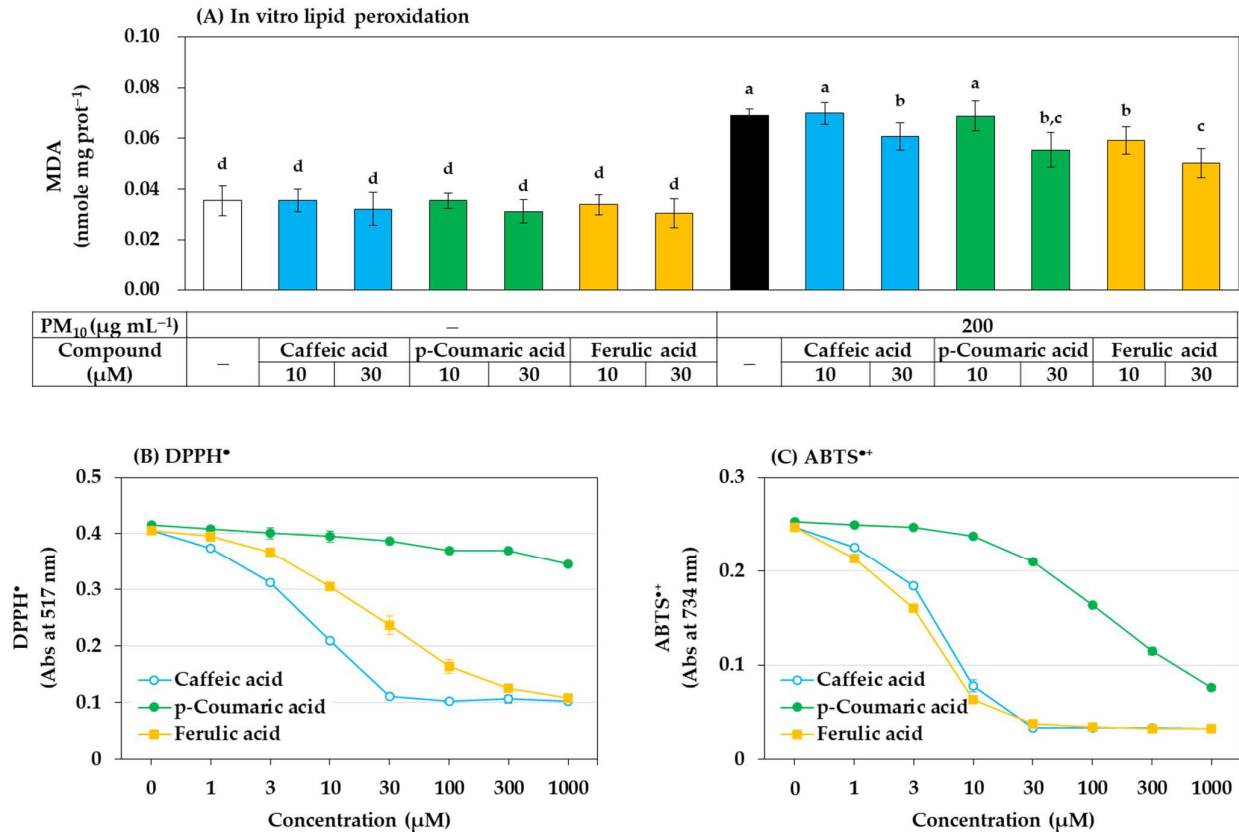 (A) In vitro lipid peroxidation
MDA
(nmole mg prot⁻¹)
0.10
0.08
0.06
0.04
0.02
0.00
d d d d d d d a a b a b,c b c
PM₁₀ (µg mL⁻¹) – 200
Compound (µM) – Caffeic acid p-Coumaric acid Ferulic acid – Caffeic acid p-Coumaric acid Ferulic acid
10 30 10 30 10 30 10 30 10 30 10 30
(B) DPPH•
DPPH•
(Abs at 517 nm)
0.5
0.4
0.3
0.2
0.1
0
Caffeic acid
p-Coumaric acid
Ferulic acid
0 1 3 10 30 100 300 1000
Concentration (µM)
(C) ABTS•⁺
ABTS•⁺
(Abs at 734 nm)
0.3
0.2
0.1
0
Caffeic acid
p-Coumaric acid
Ferulic acid
0 1 3 10 30 100 300 1000
Concentration (µM)